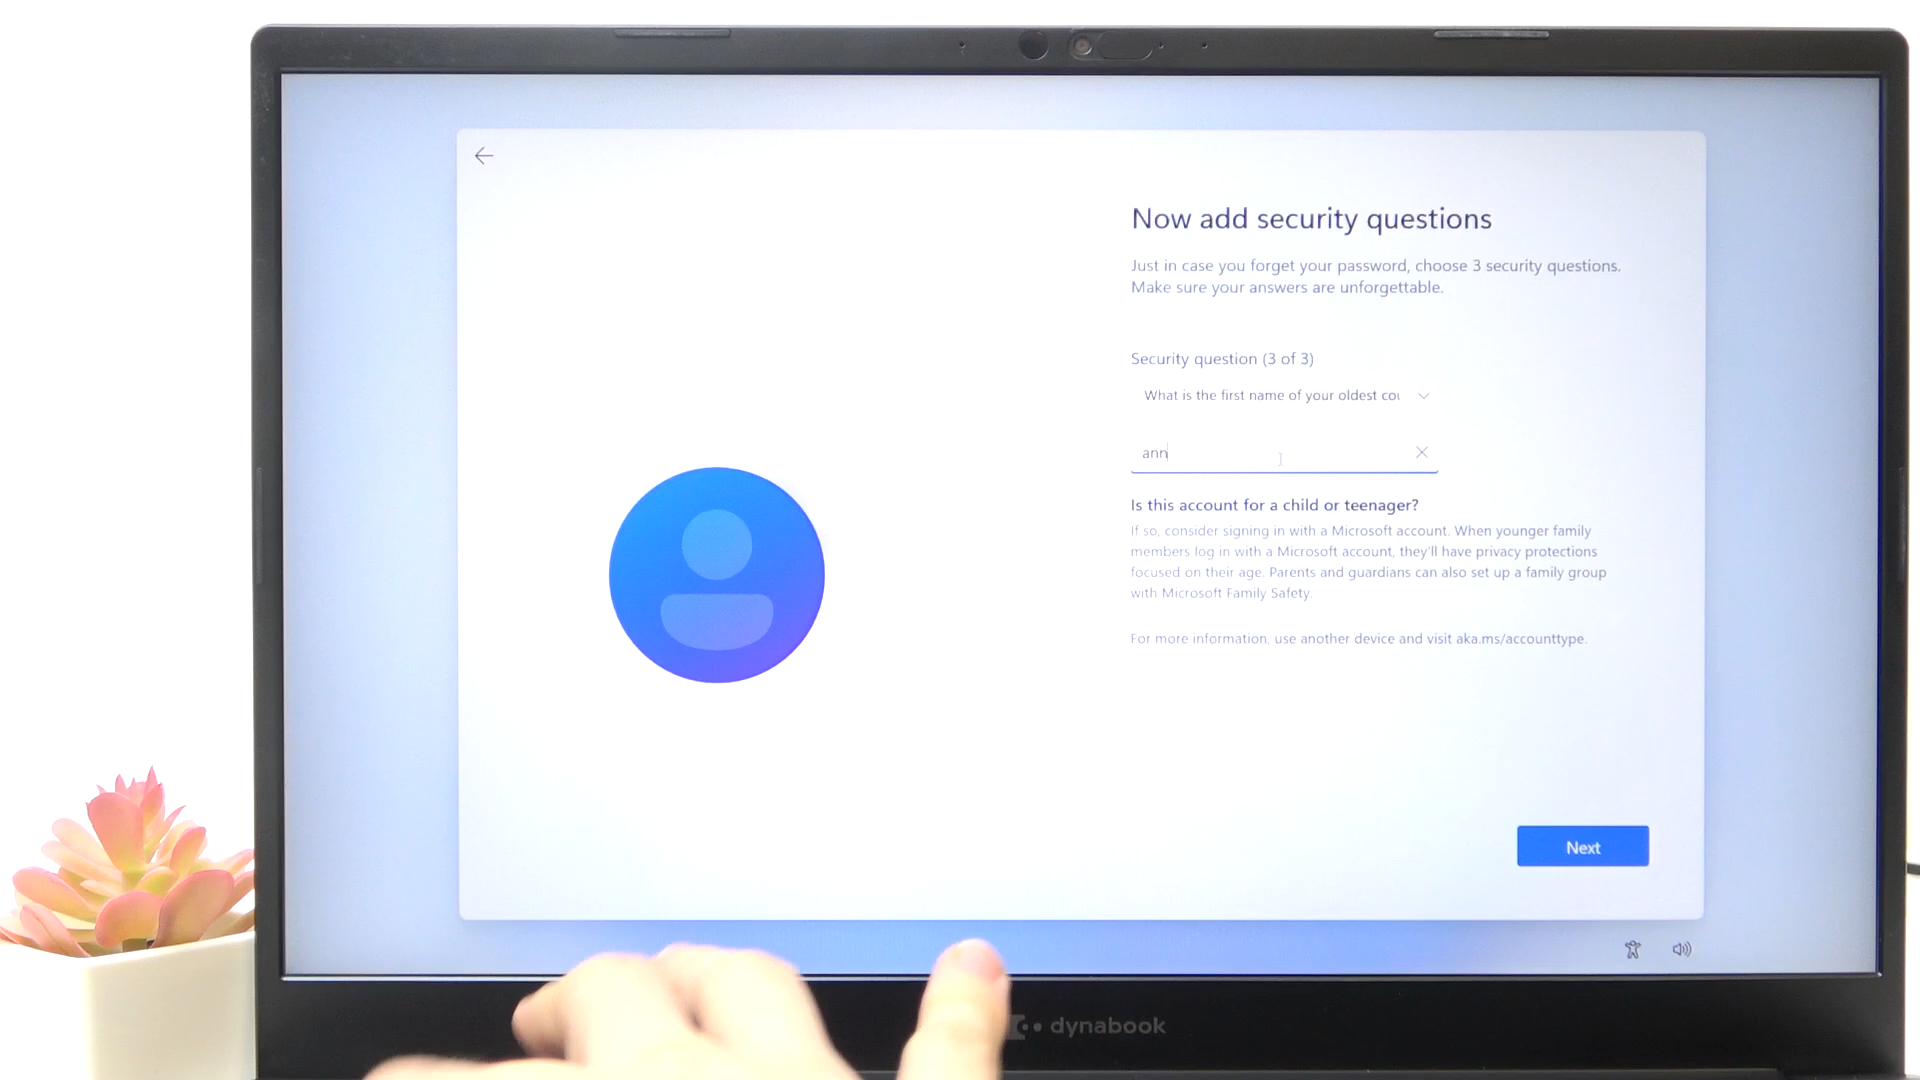 Now add security questions
Just in case you forget your password, choose 3 security questions.
Make sure your answers are unforgettable.
Security question (3 of 3)
What is the first name of your oldest cou
ann
Is this account for a child or teenager?
If so, consider signing in with a Microsoft account. When younger family
members log in with a Microsoft account, they'll have privacy protections
focused on their age. Parents and guardians can also set up a family group
with Microsoft Family Safety.
For more information, use another device and visit aka.ms/accounttype.
Next
dynabook